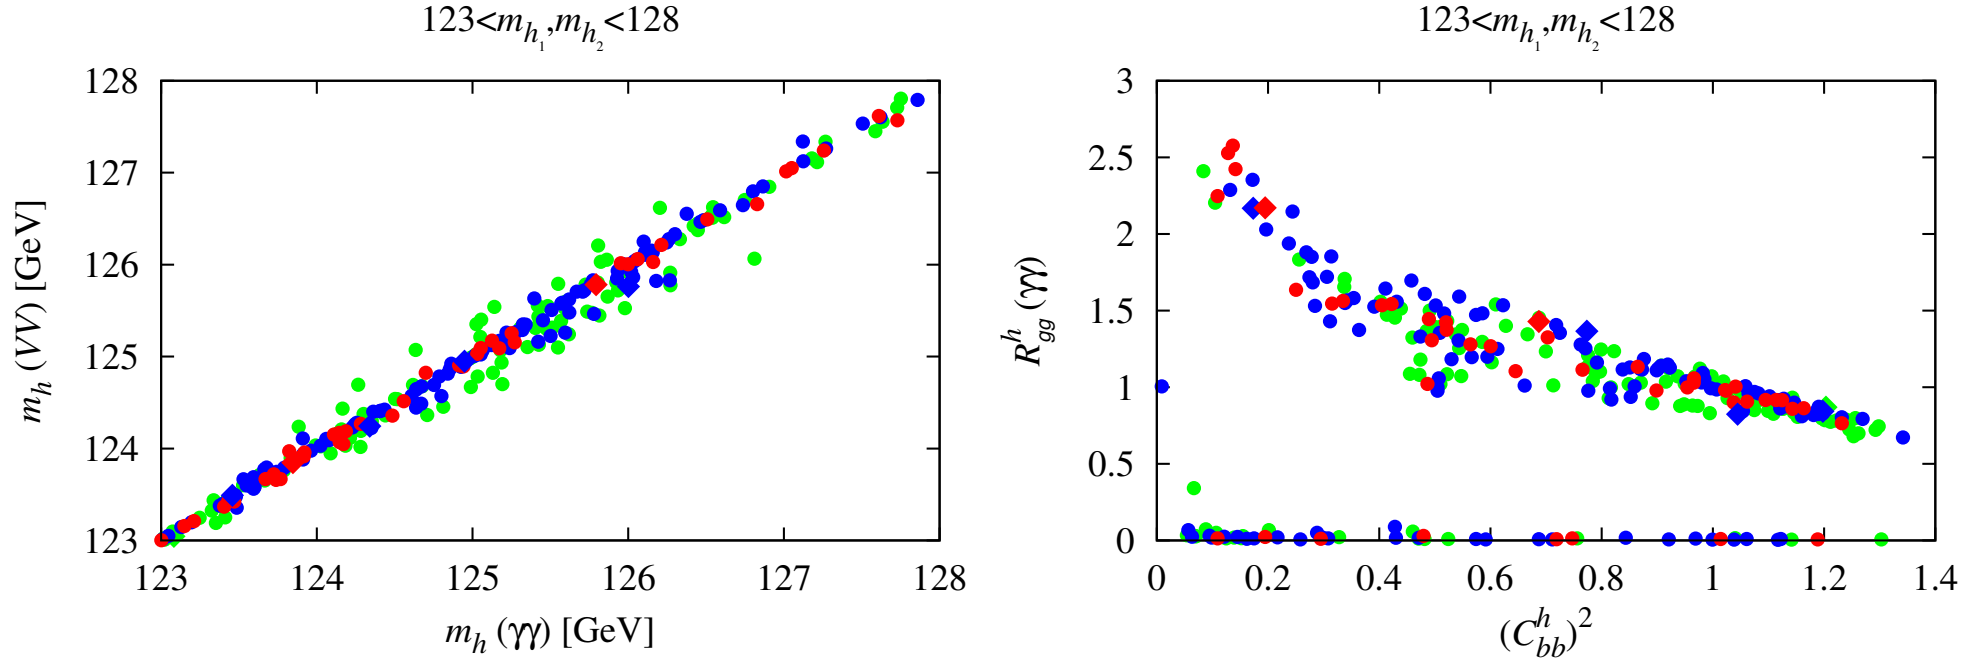 123<m_{h_1},m_{h_2}<128
m_h (VV) [GeV]
128
127
126
125
124
123
123 124 125 126 127 128
m_h (γγ) [GeV]
123<m_{h_1},m_{h_2}<128
R^h_{gg} (γγ)
3
2.5
2
1.5
1
0.5
0
0 0.2 0.4 0.6 0.8 1 1.2 1.4
(C^h_{bb})^2